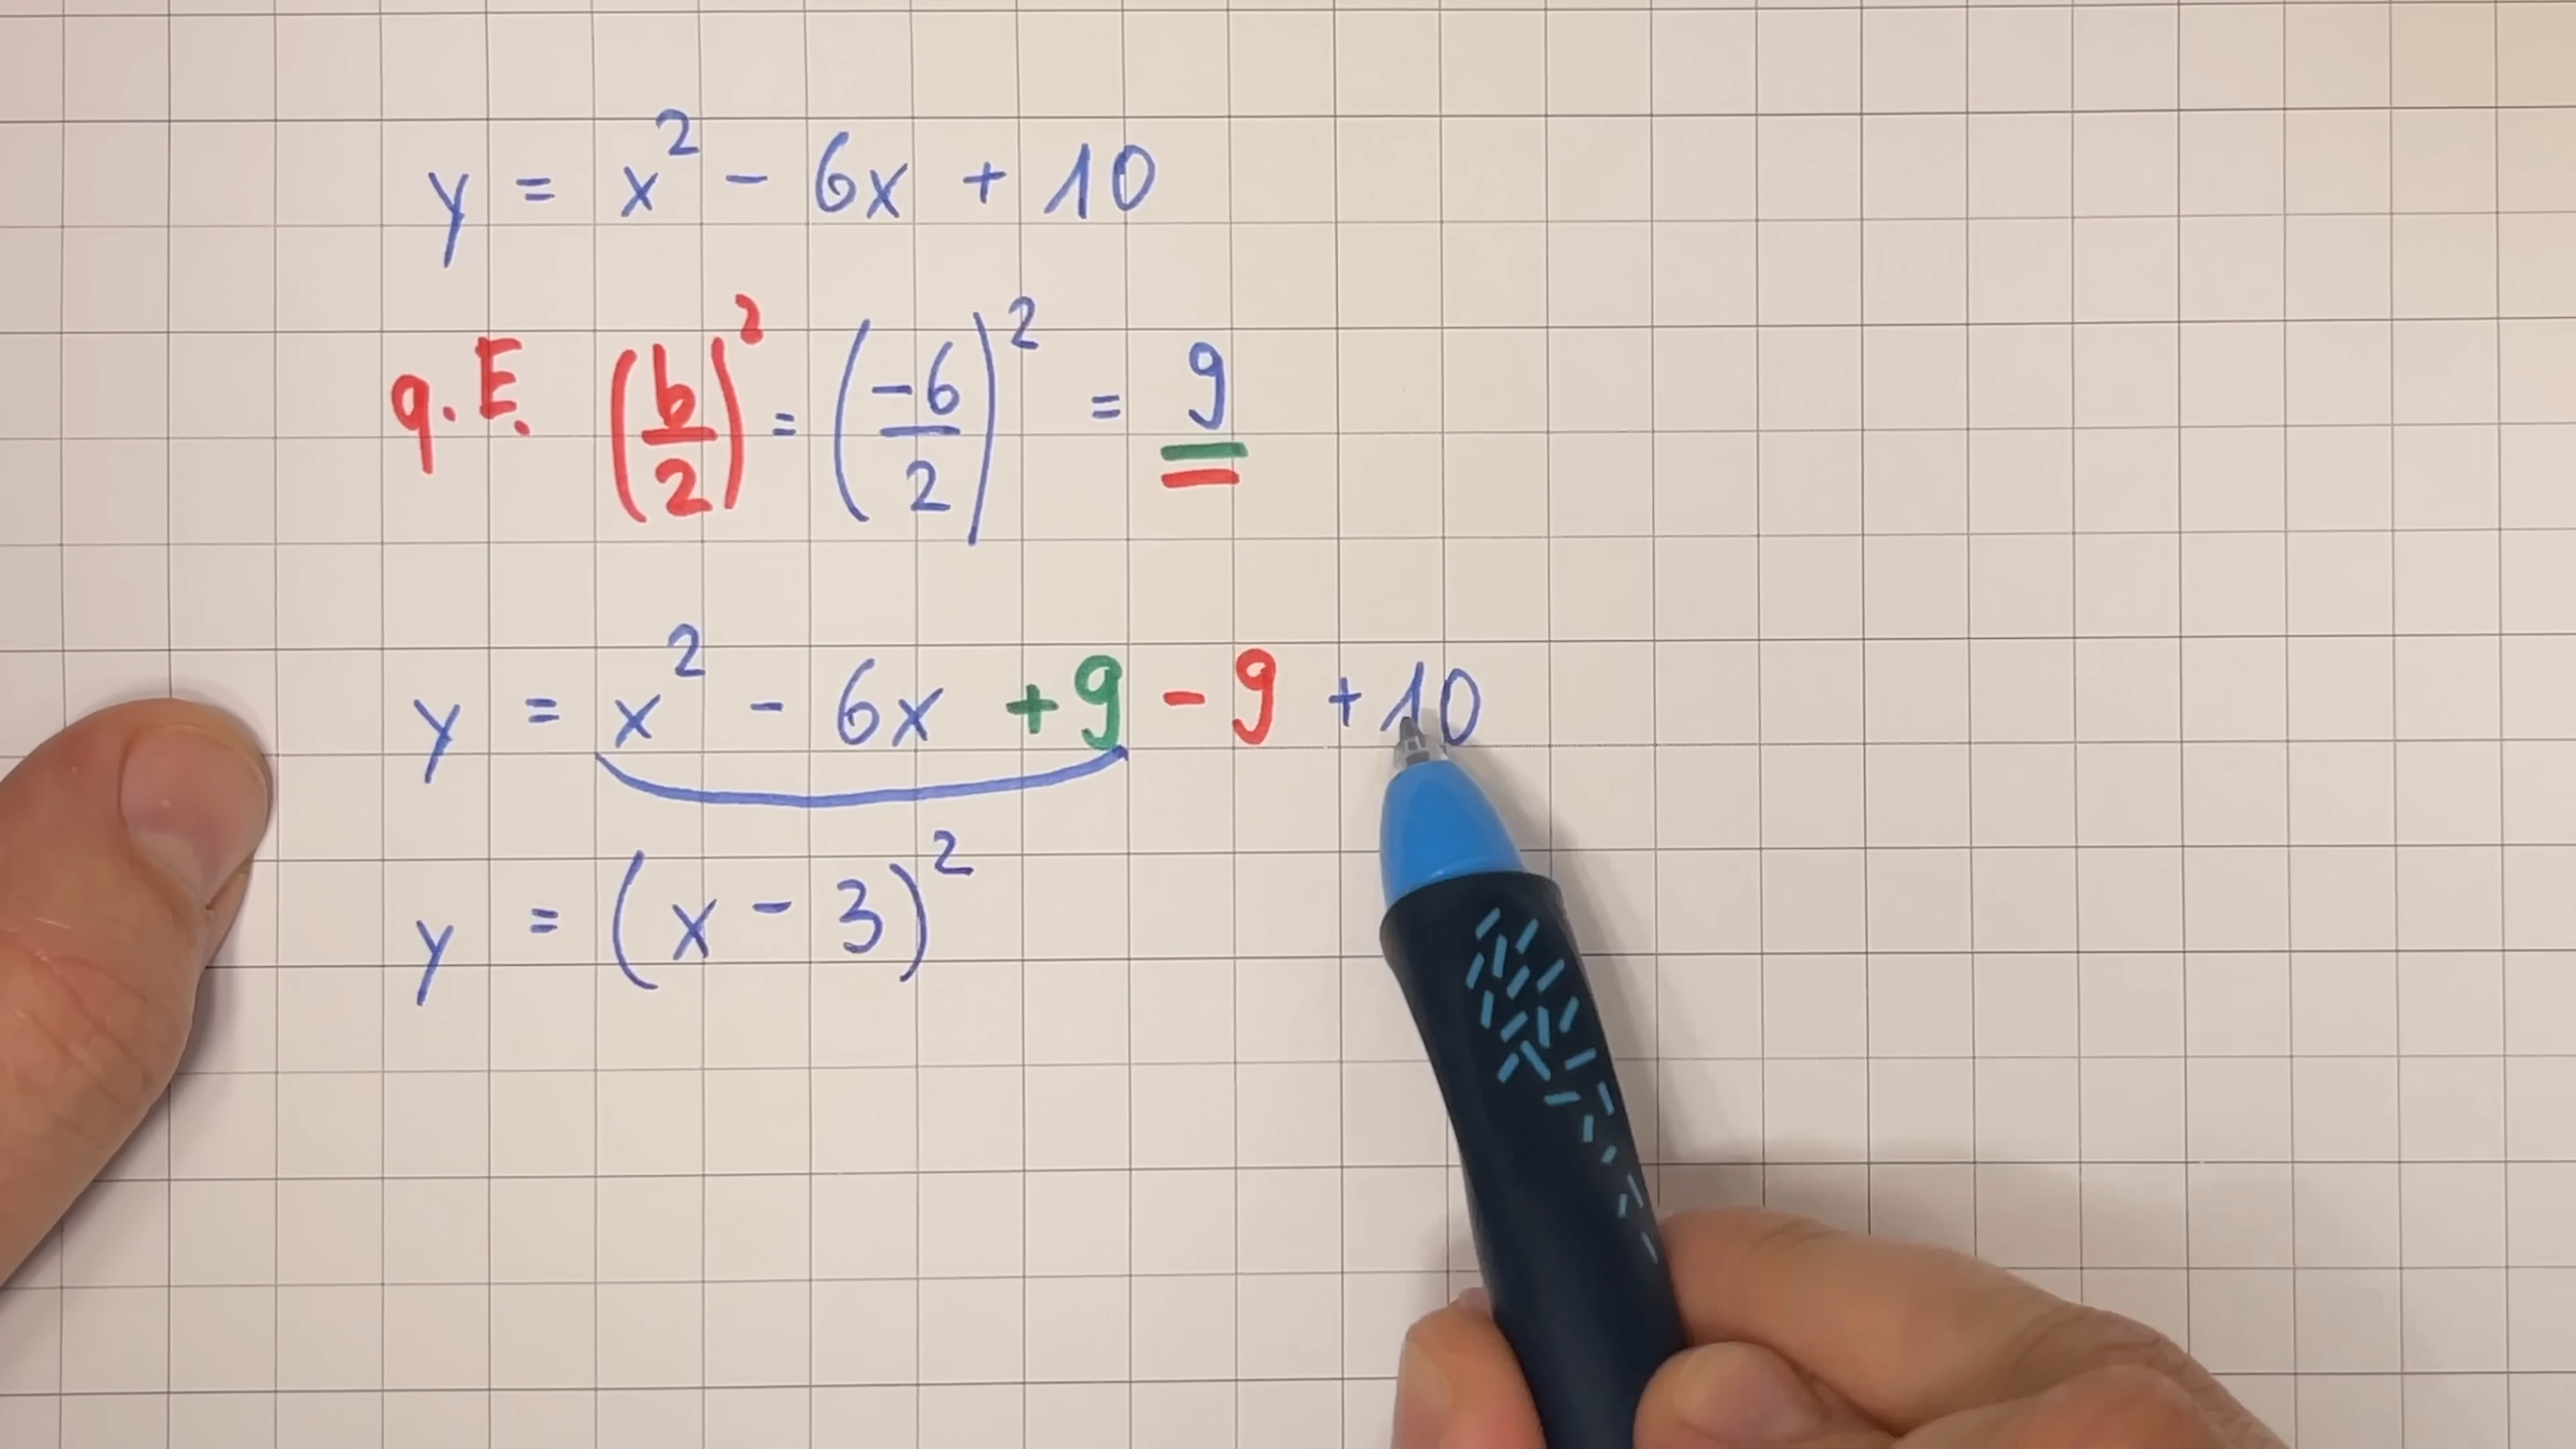 y = x² - 6x + 10
q.E. (b/2)² = (-6/2)² = 9
y = x² - 6x + 9 - 9 + 10
y = (x - 3)²